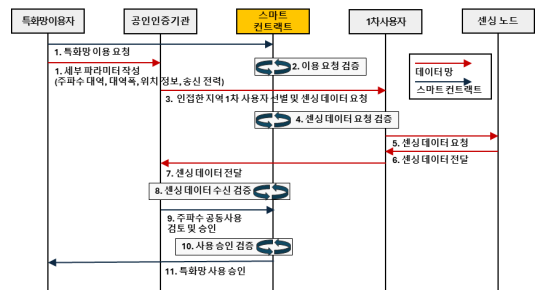 특화망이용자
공인인증기관
스마트
컨트랙트
1차사용자
센싱 노드
1. 특화망 이용 요청
1. 세부 파라미터 작성
(주파수 대역, 대역폭, 위치 정보, 송신 전력)
2. 이용 요청 검증
데이터 망
스마트 컨트랙트
3. 인접한 지역 1차 사용자 선별 및 센싱 데이터 요청
4. 센싱 데이터 요청 검증
5. 센싱 데이터 요청
6. 센싱 데이터 전달
7. 센싱 데이터 전달
8. 센싱 데이터 수신 검증
9. 주파수 공동사용
검토 및 승인
10. 사용 승인 검증
11. 특화망 사용 승인